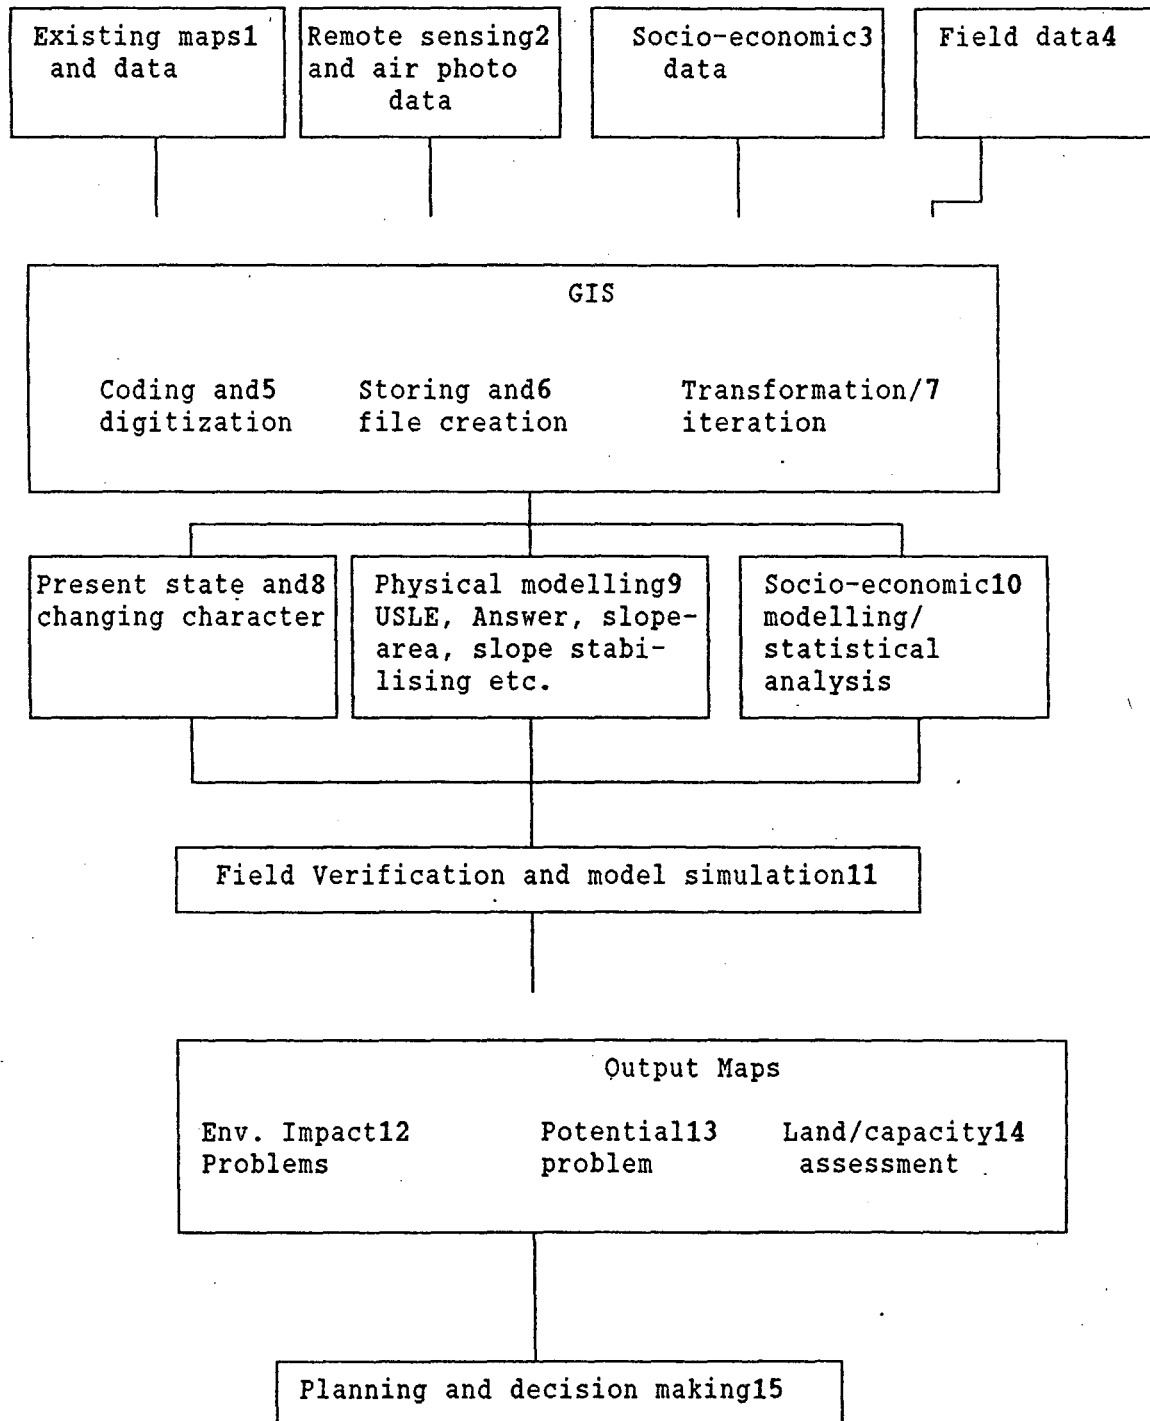 Existing maps1
and data
Remote sensing2
and air photo
data
Socio-economic3
data
Field data4
GIS
Coding and5
digitization
Storing and6
file creation
Transformation/7
iteration
Present state and8
changing character
Physical modelling9
USLE, Answer, slope-
area, slope stabi-
lising etc.
Socio-economic10
modelling/
statistical
analysis
Field Verification and model simulation11
Output Maps
Env. Impact12
Problems
Potential13
problem
Land/capacity14
assessment
Planning and decision making15